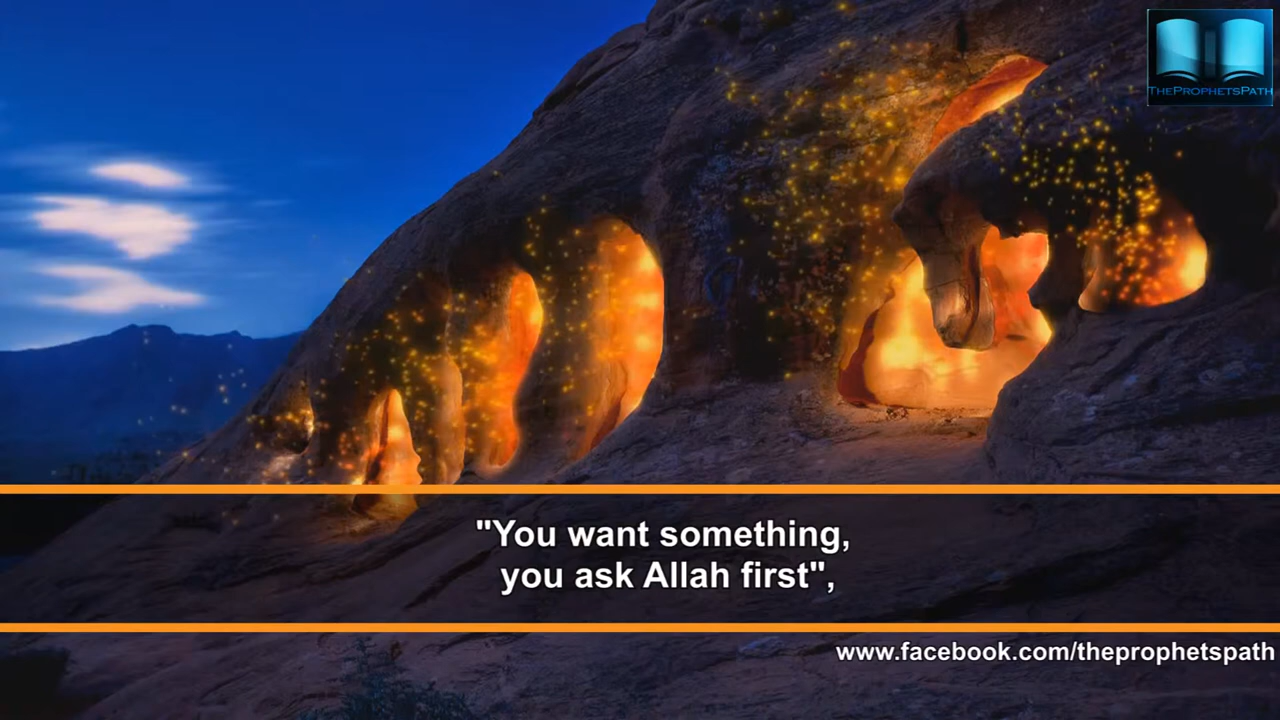 THEPROPHETSPATH
"You want something,
you ask Allah first",
www.facebook.com/theprophetspath